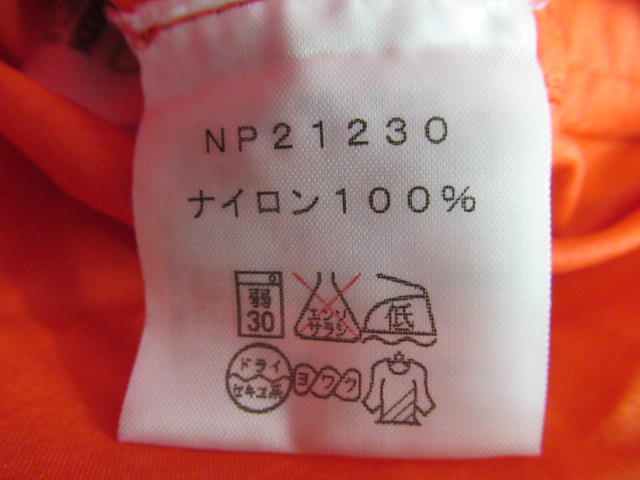 NP21230
ナイロン100%
弱
30
エンソ
サラシ
低
ドライ
セキユ系
ヨワク